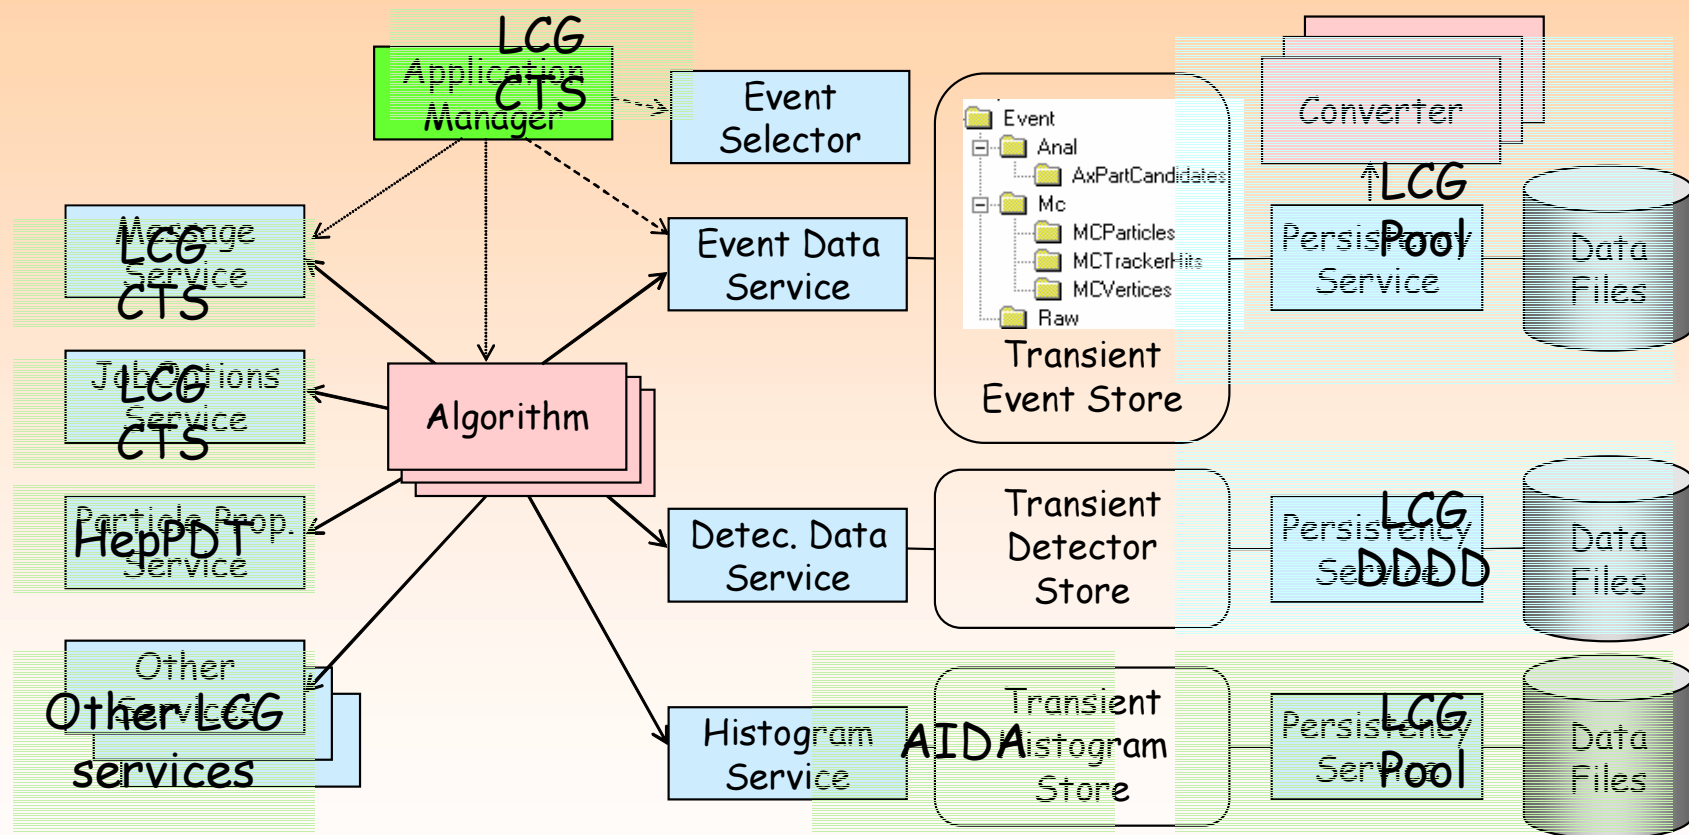 LCG
CTS
Application
Manager
Event
Selector
Event
Anal
AxPartCandidates
Mc
MCParticles
MCTrackerHits
MCVertices
Raw
Transient
Event Store
Converter
LCG
Pool
Persistency
Service
Data
Files
Message
Service
LCG
CTS
Event Data
Service
JobOptions
Service
LCG
CTS
Algorithm
Particle Prop.
Service
HepPDT
Detec. Data
Service
Transient
Detector
Store
Persistency
Service
LCG
DDDD
Data
Files
Other
Services
Other LCG
services
Histogram
Service
AIDA
Transient
Histogram
Store
Persistency
Service
LCG
Pool
Data
Files